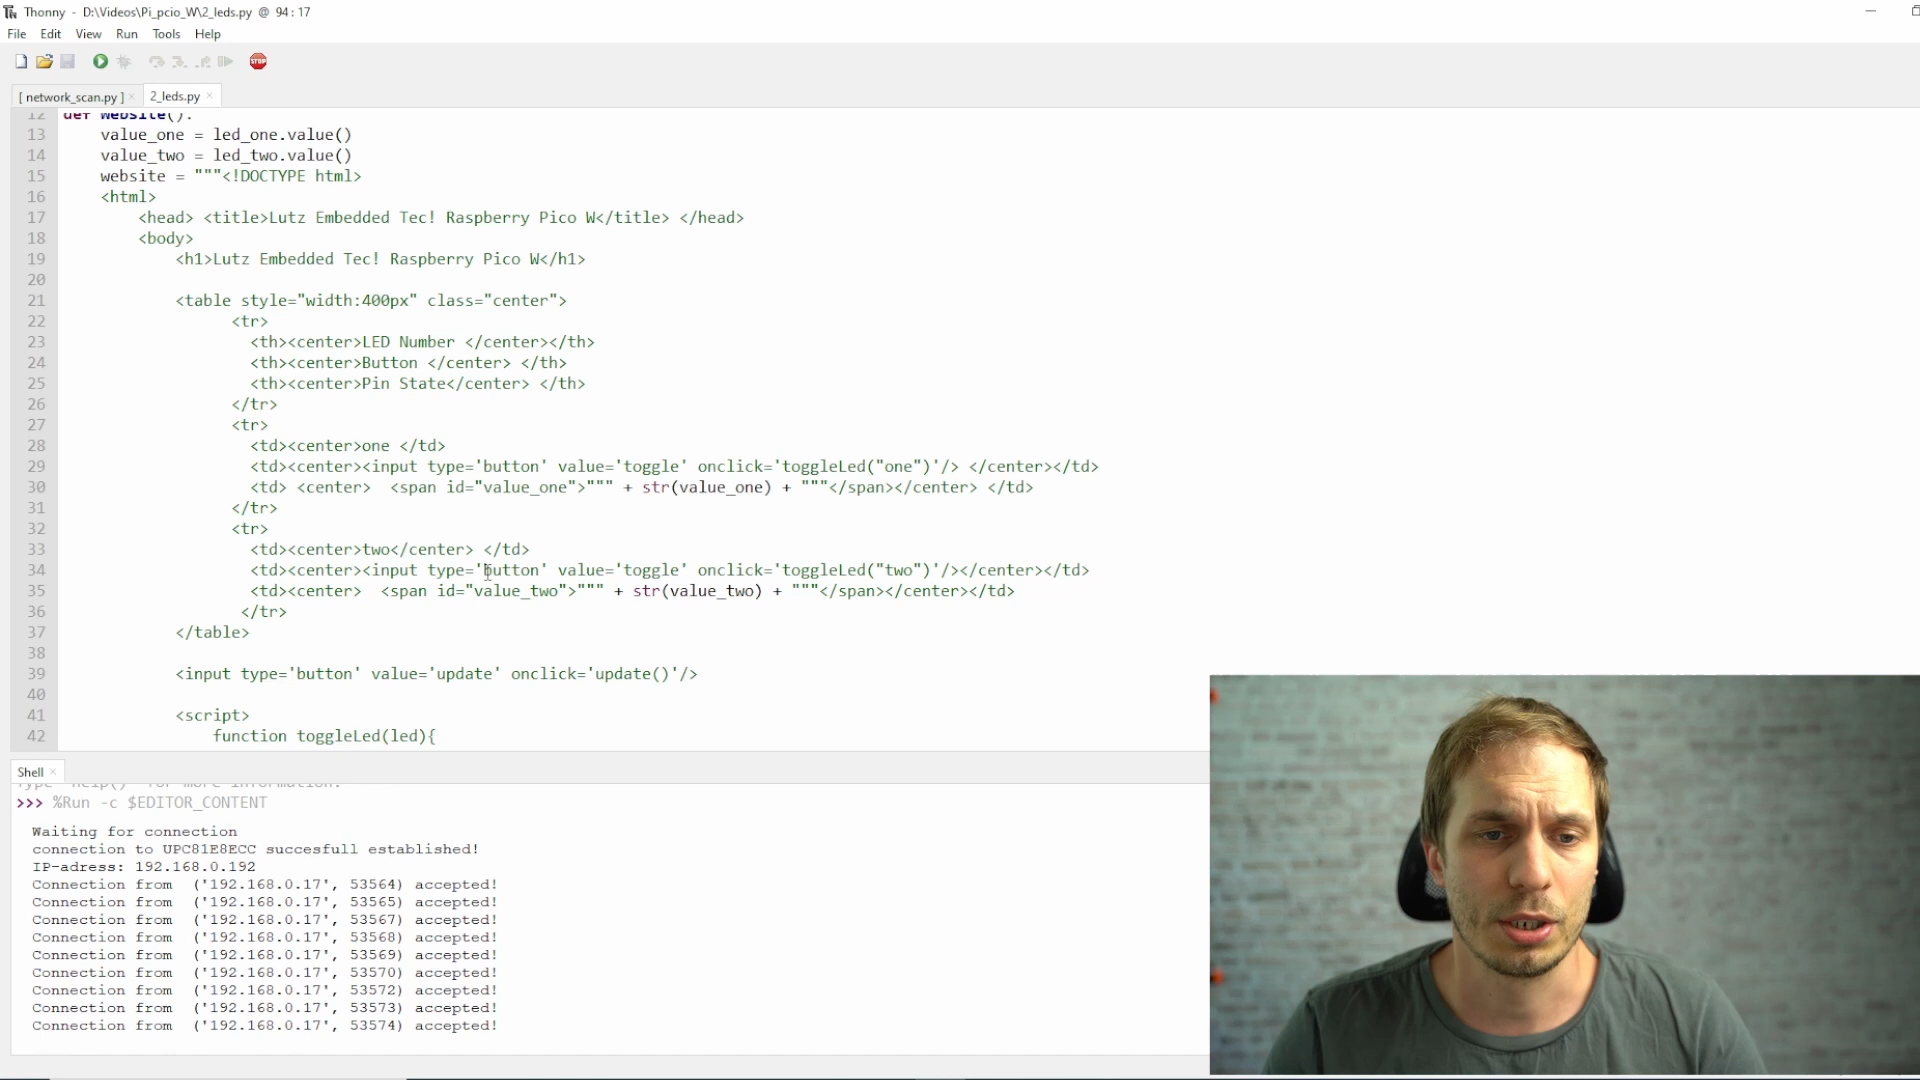 Thonny - D:\Videos\Pi_pcio_W\2_leds.py @ 94 : 17
File Edit View Run Tools Help
STOP
[ network_scan.py ] × 2_leds.py ×
12 def website():
13 value_one = led_one.value()
14 value_two = led_two.value()
15 website = """<!DOCTYPE html>
16 <html>
17 <head> <title>Lutz Embedded Tec! Raspberry Pico W</title> </head>
18 <body>
19 <h1>Lutz Embedded Tec! Raspberry Pico W</h1>
20
21 <table style="width:400px" class="center">
22 <tr>
23 <th><center>LED Number </center></th>
24 <th><center>Button </center> </th>
25 <th><center>Pin State</center> </th>
26 </tr>
27 <tr>
28 <td><center>one </td>
29 <td><center><input type='button' value='toggle' onclick='toggleLed("one")'/> </center></td>
30 <td> <center>  <span id="value_one">""" + str(value_one) + """</span></center> </td>
31 </tr>
32 <tr>
33 <td><center>two</center> </td>
34 <td><center><input type='button' value='toggle' onclick='toggleLed("two")'/></center></td>
35 <td><center>  <span id="value_two">""" + str(value_two) + """</span></center></td>
36 </tr>
37 </table>
38
39 <input type='button' value='update' onclick='update()'/>
40
41 <script>
42 function toggleLed(led){
Shell ×
Type "help()" for more information.
>>> %Run -c $EDITOR_CONTENT
Waiting for connection
connection to UPC81E8ECC succesfull established!
IP-adress: 192.168.0.192
Connection from  ('192.168.0.17', 53564) accepted!
Connection from  ('192.168.0.17', 53565) accepted!
Connection from  ('192.168.0.17', 53567) accepted!
Connection from  ('192.168.0.17', 53568) accepted!
Connection from  ('192.168.0.17', 53569) accepted!
Connection from  ('192.168.0.17', 53570) accepted!
Connection from  ('192.168.0.17', 53572) accepted!
Connection from  ('192.168.0.17', 53573) accepted!
Connection from  ('192.168.0.17', 53574) accepted!